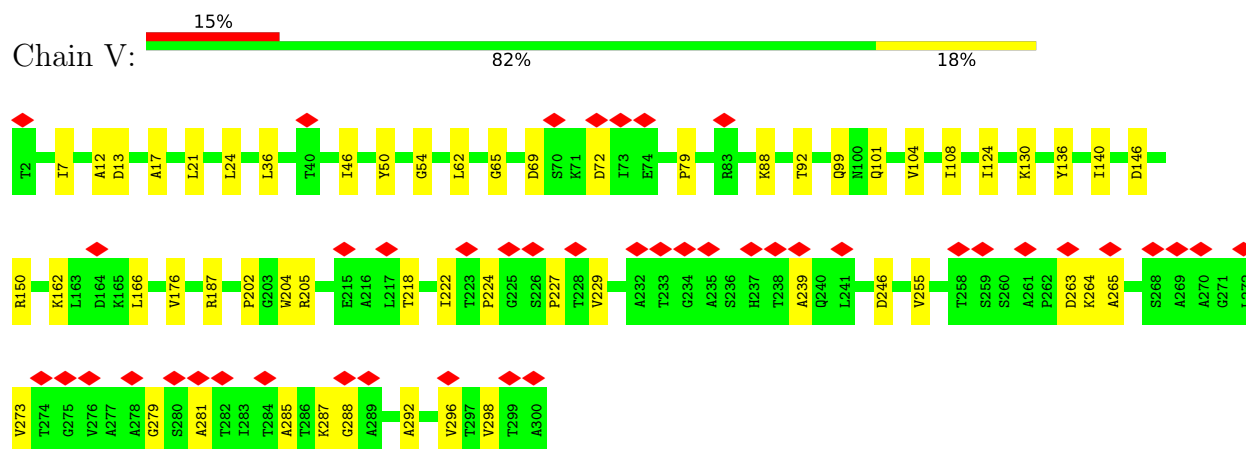 15%
Chain V:
82% 18%
T2 I7 A12 D13 A17 L21 L24 L36 T40 I46 Y50 G54 L62 G65 D69 S70 K71 D72 I73 E74 P79 R83 K88 T92 Q99 N100 Q101 V104 I108 I124 K130 Y136 I140 D146
R150 K162 L163 D164 K165 L166 V176 R187 P202 G203 W204 R205 E215 A216 L217 T218 I222 T223 P224 G225 S226 P227 T228 V229 A232 T233 G234 A235 S236 H237 T238 A239 Q240 L241 D246 V255 T258 S259 S260 A261 P262 D263 K264 A265 S268 A269 A270 G271
V273 T274 G275 V276 A277 A278 G279 S280 A281 T282 I283 T284 A285 T286 K287 G288 A289 A292 V296 T297 V298 T299 A300